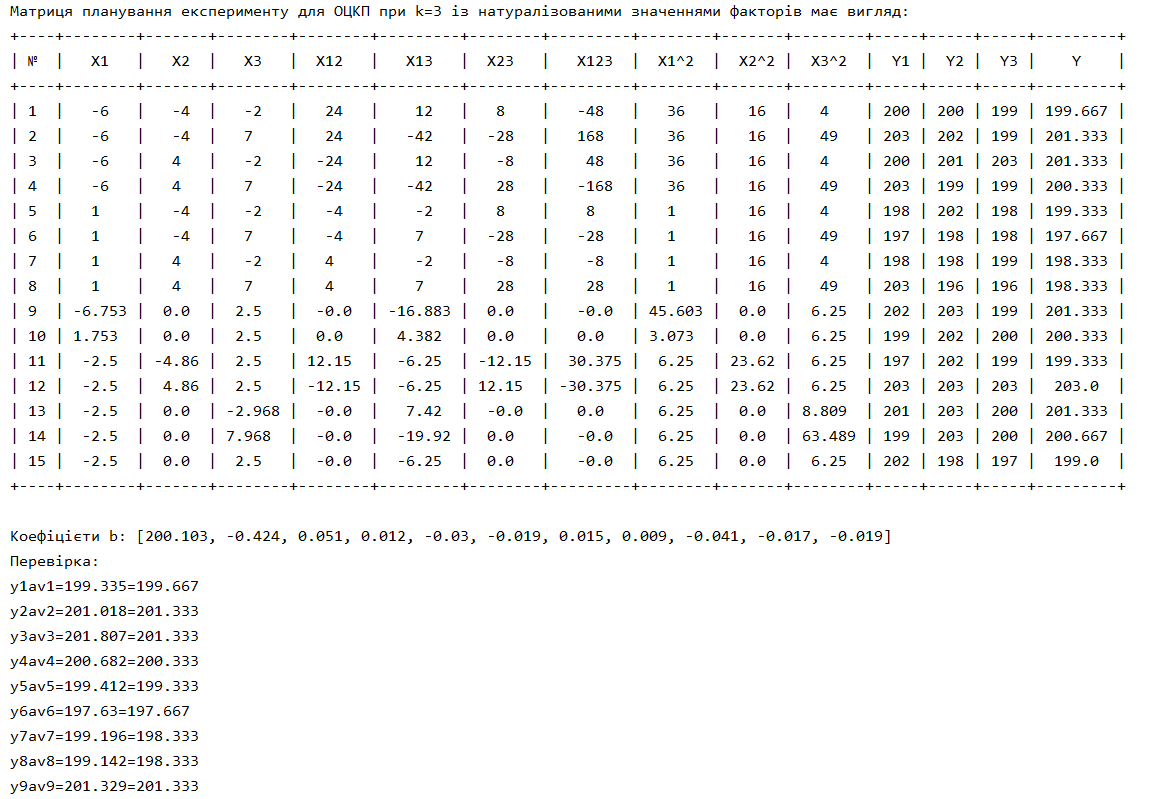 Матриця планування експерименту для ОЦКП при k=3 із натуралізованими значеннями факторів має вигляд:
+----+--------+-------+--------+--------+---------+--------+---------+--------+-------+--------+-----+-----+-----+---------+
| № | X1 | X2 | X3 | X12 | X13 | X23 | X123 | X1^2 | X2^2 | X3^2 | Y1 | Y2 | Y3 | Y |
+----+--------+-------+--------+--------+---------+--------+---------+--------+-------+--------+-----+-----+-----+---------+
| 1 | -6 | -4 | -2 | 24 | 12 | 8 | -48 | 36 | 16 | 4 | 200 | 200 | 199 | 199.667 |
| 2 | -6 | -4 | 7 | 24 | -42 | -28 | 168 | 36 | 16 | 49 | 203 | 202 | 199 | 201.333 |
| 3 | -6 | 4 | -2 | -24 | 12 | -8 | 48 | 36 | 16 | 4 | 200 | 201 | 203 | 201.333 |
| 4 | -6 | 4 | 7 | -24 | -42 | 28 | -168 | 36 | 16 | 49 | 203 | 199 | 199 | 200.333 |
| 5 | 1 | -4 | -2 | -4 | -2 | 8 | 8 | 1 | 16 | 4 | 198 | 202 | 198 | 199.333 |
| 6 | 1 | -4 | 7 | -4 | 7 | -28 | -28 | 1 | 16 | 49 | 197 | 198 | 198 | 197.667 |
| 7 | 1 | 4 | -2 | 4 | -2 | -8 | -8 | 1 | 16 | 4 | 198 | 198 | 199 | 198.333 |
| 8 | 1 | 4 | 7 | 4 | 7 | 28 | 28 | 1 | 16 | 49 | 203 | 196 | 196 | 198.333 |
| 9 | -6.753 | 0.0 | 2.5 | -0.0 | -16.883 | 0.0 | -0.0 | 45.603 | 0.0 | 6.25 | 202 | 203 | 199 | 201.333 |
| 10 | 1.753 | 0.0 | 2.5 | 0.0 | 4.382 | 0.0 | 0.0 | 3.073 | 0.0 | 6.25 | 199 | 202 | 200 | 200.333 |
| 11 | -2.5 | -4.86 | 2.5 | 12.15 | -6.25 | -12.15 | 30.375 | 6.25 | 23.62 | 6.25 | 197 | 202 | 199 | 199.333 |
| 12 | -2.5 | 4.86 | 2.5 | -12.15 | -6.25 | 12.15 | -30.375 | 6.25 | 23.62 | 6.25 | 203 | 203 | 203 | 203.0 |
| 13 | -2.5 | 0.0 | -2.968 | -0.0 | 7.42 | -0.0 | 0.0 | 6.25 | 0.0 | 8.809 | 201 | 203 | 200 | 201.333 |
| 14 | -2.5 | 0.0 | 7.968 | -0.0 | -19.92 | 0.0 | -0.0 | 6.25 | 0.0 | 63.489 | 199 | 203 | 200 | 200.667 |
| 15 | -2.5 | 0.0 | 2.5 | -0.0 | -6.25 | 0.0 | -0.0 | 6.25 | 0.0 | 6.25 | 202 | 198 | 197 | 199.0 |
+----+--------+-------+--------+--------+---------+--------+---------+--------+-------+--------+-----+-----+-----+---------+
Коефіцієти b: [200.103, -0.424, 0.051, 0.012, -0.03, -0.019, 0.015, 0.009, -0.041, -0.017, -0.019]
Перевірка:
y1av1=199.335=199.667
y2av2=201.018=201.333
y3av3=201.807=201.333
y4av4=200.682=200.333
y5av5=199.412=199.333
y6av6=197.63=197.667
y7av7=199.196=198.333
y8av8=199.142=198.333
y9av9=201.329=201.333